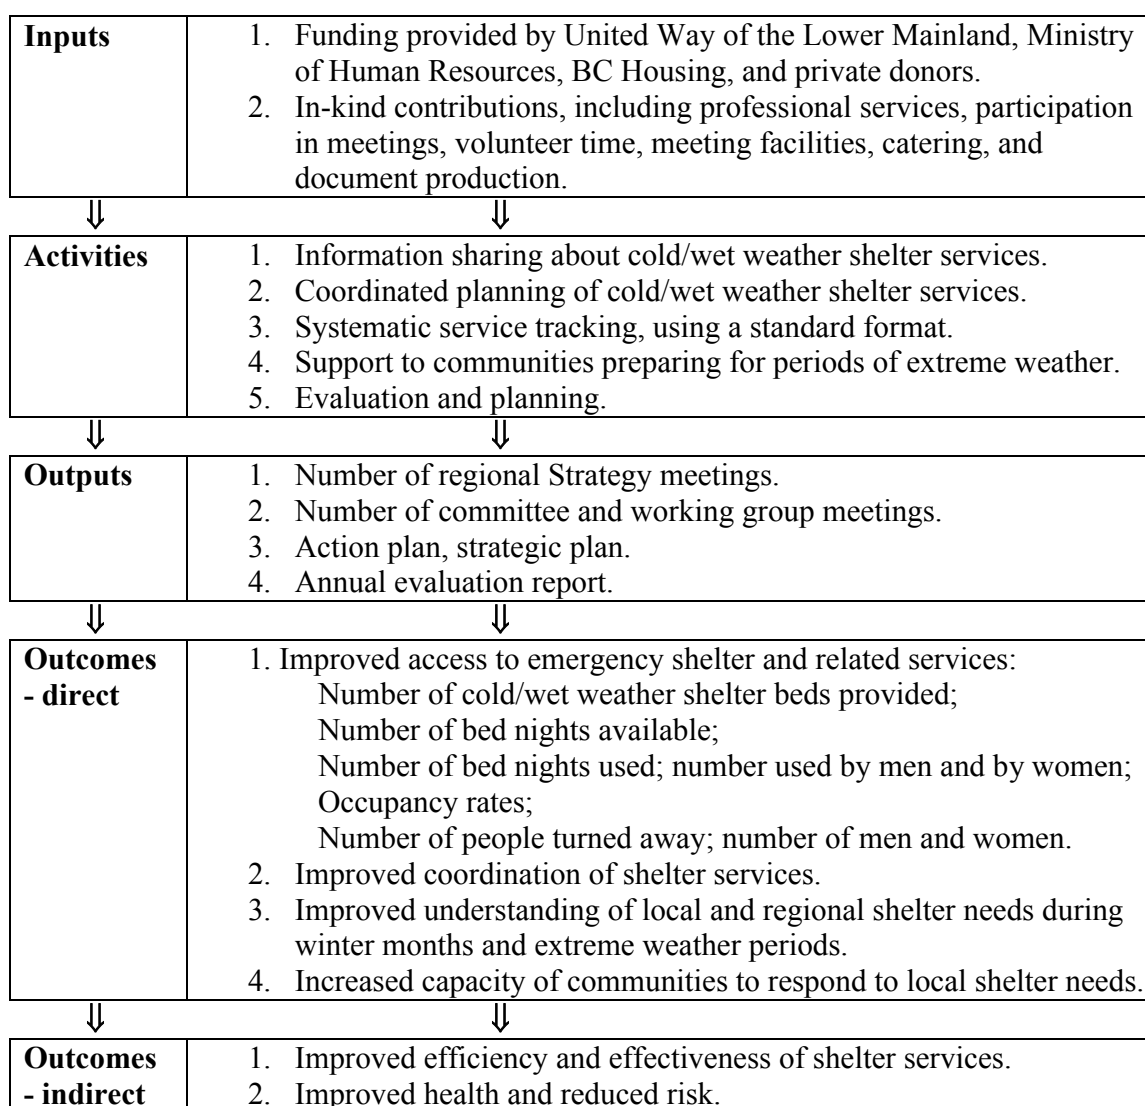 Inputs
1. Funding provided by United Way of the Lower Mainland, Ministry
of Human Resources, BC Housing, and private donors.
2. In-kind contributions, including professional services, participation
in meetings, volunteer time, meeting facilities, catering, and
document production.
⇓ ⇓
Activities
1. Information sharing about cold/wet weather shelter services.
2. Coordinated planning of cold/wet weather shelter services.
3. Systematic service tracking, using a standard format.
4. Support to communities preparing for periods of extreme weather.
5. Evaluation and planning.
⇓ ⇓
Outputs
1. Number of regional Strategy meetings.
2. Number of committee and working group meetings.
3. Action plan, strategic plan.
4. Annual evaluation report.
⇓ ⇓
Outcomes
- direct
1. Improved access to emergency shelter and related services:
Number of cold/wet weather shelter beds provided;
Number of bed nights available;
Number of bed nights used; number used by men and by women;
Occupancy rates;
Number of people turned away; number of men and women.
2. Improved coordination of shelter services.
3. Improved understanding of local and regional shelter needs during
winter months and extreme weather periods.
4. Increased capacity of communities to respond to local shelter needs.
⇓ ⇓
Outcomes
- indirect
1. Improved efficiency and effectiveness of shelter services.
2. Improved health and reduced risk.